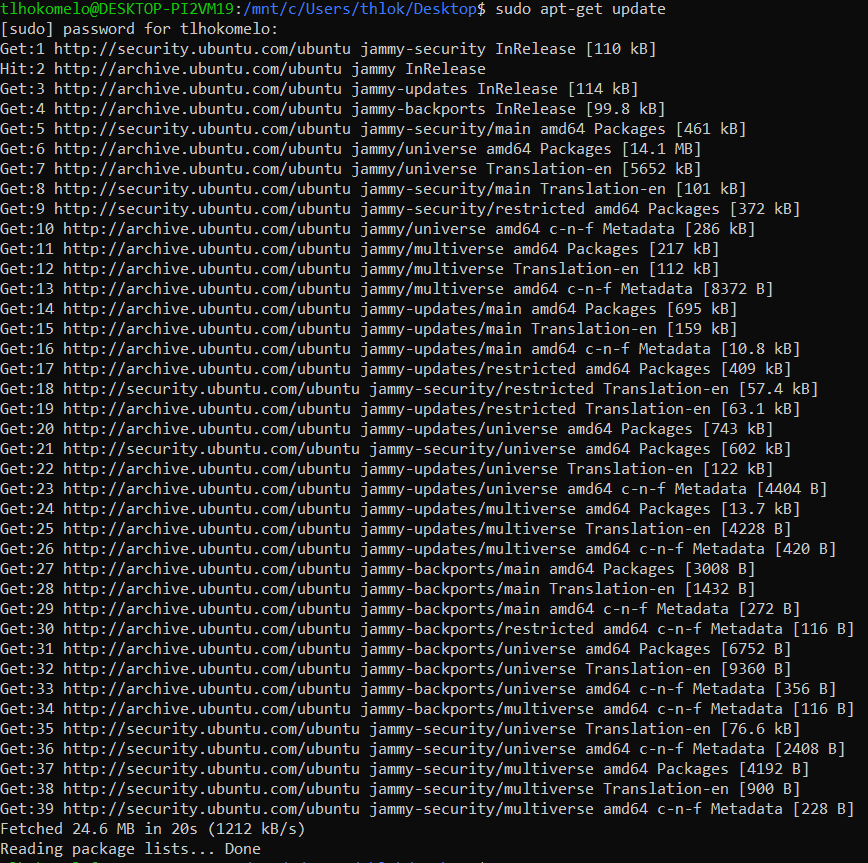 tlhokomelo@DESKTOP-PI2VM19:/mnt/c/Users/thlok/Desktop$ sudo apt-get update
[sudo] password for tlhokomelo:
Get:1 http://security.ubuntu.com/ubuntu jammy-security InRelease [110 kB]
Hit:2 http://archive.ubuntu.com/ubuntu jammy InRelease
Get:3 http://archive.ubuntu.com/ubuntu jammy-updates InRelease [114 kB]
Get:4 http://archive.ubuntu.com/ubuntu jammy-backports InRelease [99.8 kB]
Get:5 http://security.ubuntu.com/ubuntu jammy-security/main amd64 Packages [461 kB]
Get:6 http://archive.ubuntu.com/ubuntu jammy/universe amd64 Packages [14.1 MB]
Get:7 http://archive.ubuntu.com/ubuntu jammy/universe Translation-en [5652 kB]
Get:8 http://security.ubuntu.com/ubuntu jammy-security/main Translation-en [101 kB]
Get:9 http://security.ubuntu.com/ubuntu jammy-security/restricted amd64 Packages [372 kB]
Get:10 http://archive.ubuntu.com/ubuntu jammy/universe amd64 c-n-f Metadata [286 kB]
Get:11 http://archive.ubuntu.com/ubuntu jammy/multiverse amd64 Packages [217 kB]
Get:12 http://archive.ubuntu.com/ubuntu jammy/multiverse Translation-en [112 kB]
Get:13 http://archive.ubuntu.com/ubuntu jammy/multiverse amd64 c-n-f Metadata [8372 B]
Get:14 http://archive.ubuntu.com/ubuntu jammy-updates/main amd64 Packages [695 kB]
Get:15 http://archive.ubuntu.com/ubuntu jammy-updates/main Translation-en [159 kB]
Get:16 http://archive.ubuntu.com/ubuntu jammy-updates/main amd64 c-n-f Metadata [10.8 kB]
Get:17 http://archive.ubuntu.com/ubuntu jammy-updates/restricted amd64 Packages [409 kB]
Get:18 http://security.ubuntu.com/ubuntu jammy-security/restricted Translation-en [57.4 kB]
Get:19 http://archive.ubuntu.com/ubuntu jammy-updates/restricted Translation-en [63.1 kB]
Get:20 http://archive.ubuntu.com/ubuntu jammy-updates/universe amd64 Packages [743 kB]
Get:21 http://security.ubuntu.com/ubuntu jammy-security/universe amd64 Packages [602 kB]
Get:22 http://archive.ubuntu.com/ubuntu jammy-updates/universe Translation-en [122 kB]
Get:23 http://archive.ubuntu.com/ubuntu jammy-updates/universe amd64 c-n-f Metadata [4404 B]
Get:24 http://archive.ubuntu.com/ubuntu jammy-updates/multiverse amd64 Packages [13.7 kB]
Get:25 http://archive.ubuntu.com/ubuntu jammy-updates/multiverse Translation-en [4228 B]
Get:26 http://archive.ubuntu.com/ubuntu jammy-updates/multiverse amd64 c-n-f Metadata [420 B]
Get:27 http://archive.ubuntu.com/ubuntu jammy-backports/main amd64 Packages [3008 B]
Get:28 http://archive.ubuntu.com/ubuntu jammy-backports/main Translation-en [1432 B]
Get:29 http://archive.ubuntu.com/ubuntu jammy-backports/main amd64 c-n-f Metadata [272 B]
Get:30 http://archive.ubuntu.com/ubuntu jammy-backports/restricted amd64 c-n-f Metadata [116 B]
Get:31 http://archive.ubuntu.com/ubuntu jammy-backports/universe amd64 Packages [6752 B]
Get:32 http://archive.ubuntu.com/ubuntu jammy-backports/universe Translation-en [9360 B]
Get:33 http://archive.ubuntu.com/ubuntu jammy-backports/universe amd64 c-n-f Metadata [356 B]
Get:34 http://archive.ubuntu.com/ubuntu jammy-backports/multiverse amd64 c-n-f Metadata [116 B]
Get:35 http://security.ubuntu.com/ubuntu jammy-security/universe Translation-en [76.6 kB]
Get:36 http://security.ubuntu.com/ubuntu jammy-security/universe amd64 c-n-f Metadata [2408 B]
Get:37 http://security.ubuntu.com/ubuntu jammy-security/multiverse amd64 Packages [4192 B]
Get:38 http://security.ubuntu.com/ubuntu jammy-security/multiverse Translation-en [900 B]
Get:39 http://security.ubuntu.com/ubuntu jammy-security/multiverse amd64 c-n-f Metadata [228 B]
Fetched 24.6 MB in 20s (1212 kB/s)
Reading package lists... Done